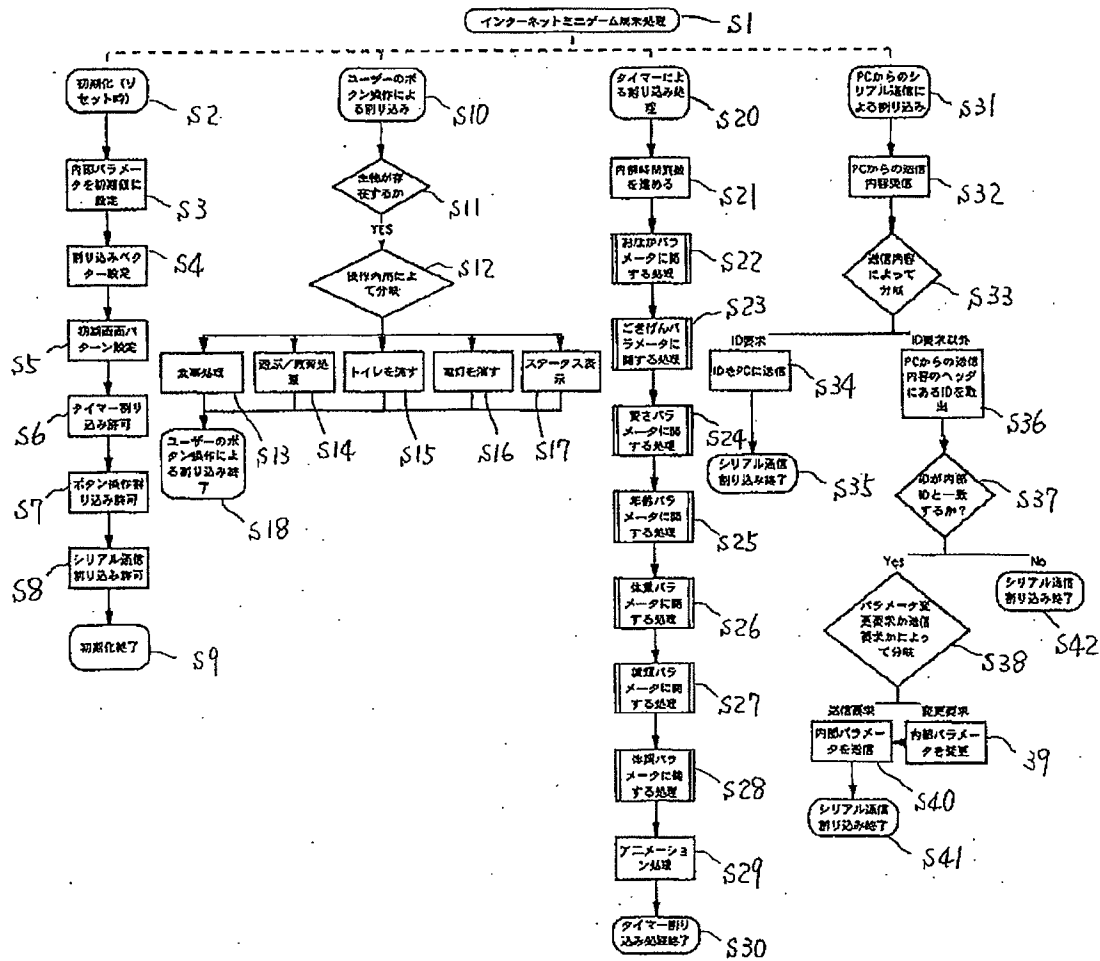 インターネットミニゲーム端末処理
S1
初期化(リ
セット時)
S2
内部パラメー
タを初期値に
設定
S3
割り込みベク
ター設定
S4
初期画面パ
ターン設定
S5
タイマー割り
込み許可
S6
ボタン操作割
り込み許可
S7
シリアル送信
割り込み許可
S8
初期化終了
S9
ユーザーのボ
タン操作によ
る割り込み
S10
生物が存
在するか
S11
YES
操作内容によっ
て分岐
S12
食事処理
S13
遊ぶ/教育処
理
S14
トイレを流す
S15
電灯を消す
S16
ステータス表
示
S17
ユーザーのボ
タン操作によ
る割り込み終
了
S18
タイマーによ
る割り込み処
理
S20
内部時間変数
を進める
S21
おなかパラ
メータに関
する処理
S22
ごきげんパ
ラメータに
関する処理
S23
賢さパラ
メータに関
する処理
S24
年齢パラ
メータに関
する処理
S25
体重パラ
メータに関
する処理
S26
パラ
メータに関
する処理
S27
体調パラ
メータに関
する処理
S28
アニメーショ
ン処理
S29
タイマー割り
込み処理終了
S30
PCからのシ
リアル送信に
よる割り込み
S31
PCからの送信
内容受信
S32
送信内容
によって
分岐
S33
ID要求
IDをPCに送信
S34
シリアル送信
割り込み終了
S35
ID要求以外
PCからの送信
内容のヘッダ
にあるIDを取
出
S36
IDが内部
IDと一致
するか?
S37
Yes
No
シリアル送信
割り込み終了
S42
パラメータ変
更要求か送信
要求かによっ
て分岐
S38
送信要求
変更要求
内部パラメー
タを送信
S40
内部パラメー
タを変更
39
シリアル送信
割り込み終了
S41